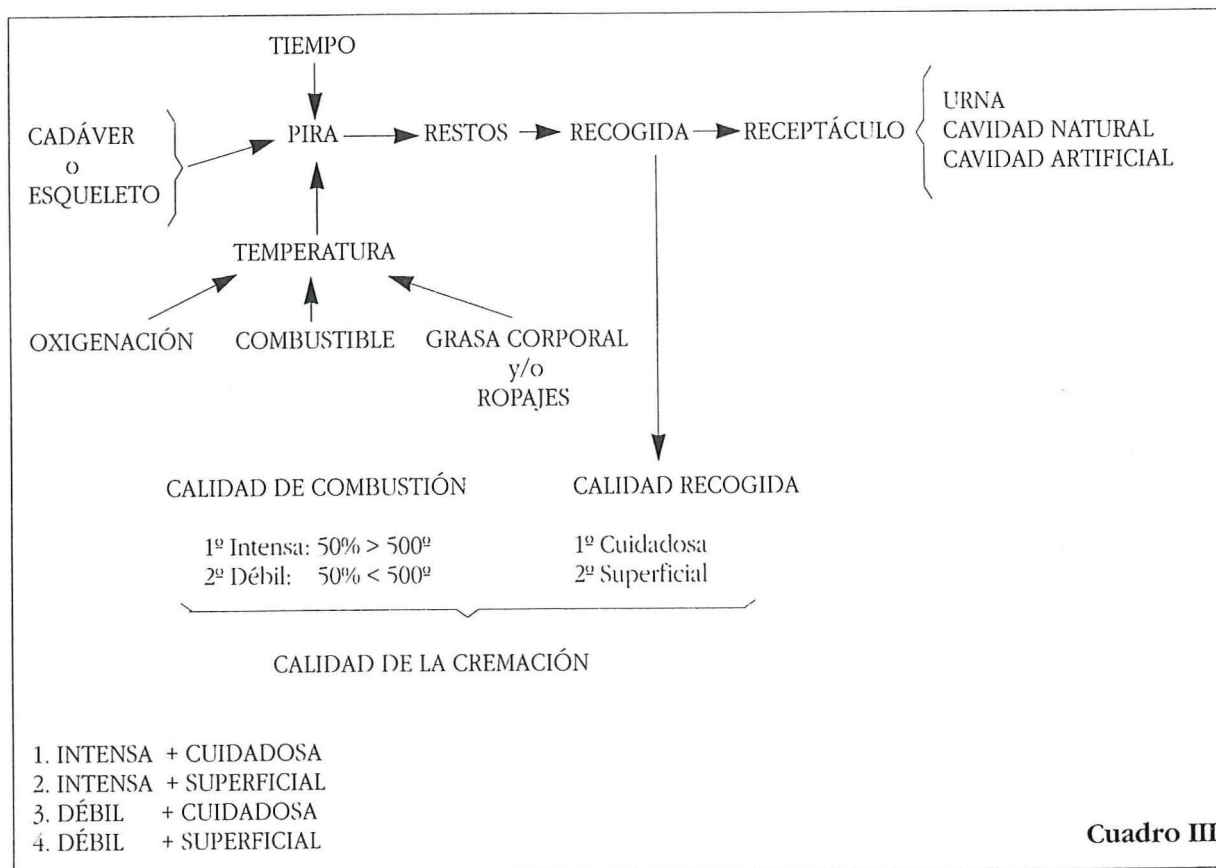 TIEMPO
CADÁVER
o
ESQUELETO
PIRA
RESTOS
RECOGIDA
RECEPTÁCULO
URNA
CAVIDAD NATURAL
CAVIDAD ARTIFICIAL
TEMPERATURA
OXIGENACIÓN
COMBUSTIBLE
GRASA CORPORAL
y/o
ROPAJES
CALIDAD DE COMBUSTIÓN
1º Intensa: 50% > 500º
2º Débil: 50% < 500º
CALIDAD RECOGIDA
1º Cuidadosa
2º Superficial
CALIDAD DE LA CREMACIÓN
1. INTENSA + CUIDADOSA
2. INTENSA + SUPERFICIAL
3. DÉBIL + CUIDADOSA
4. DÉBIL + SUPERFICIAL
Cuadro III